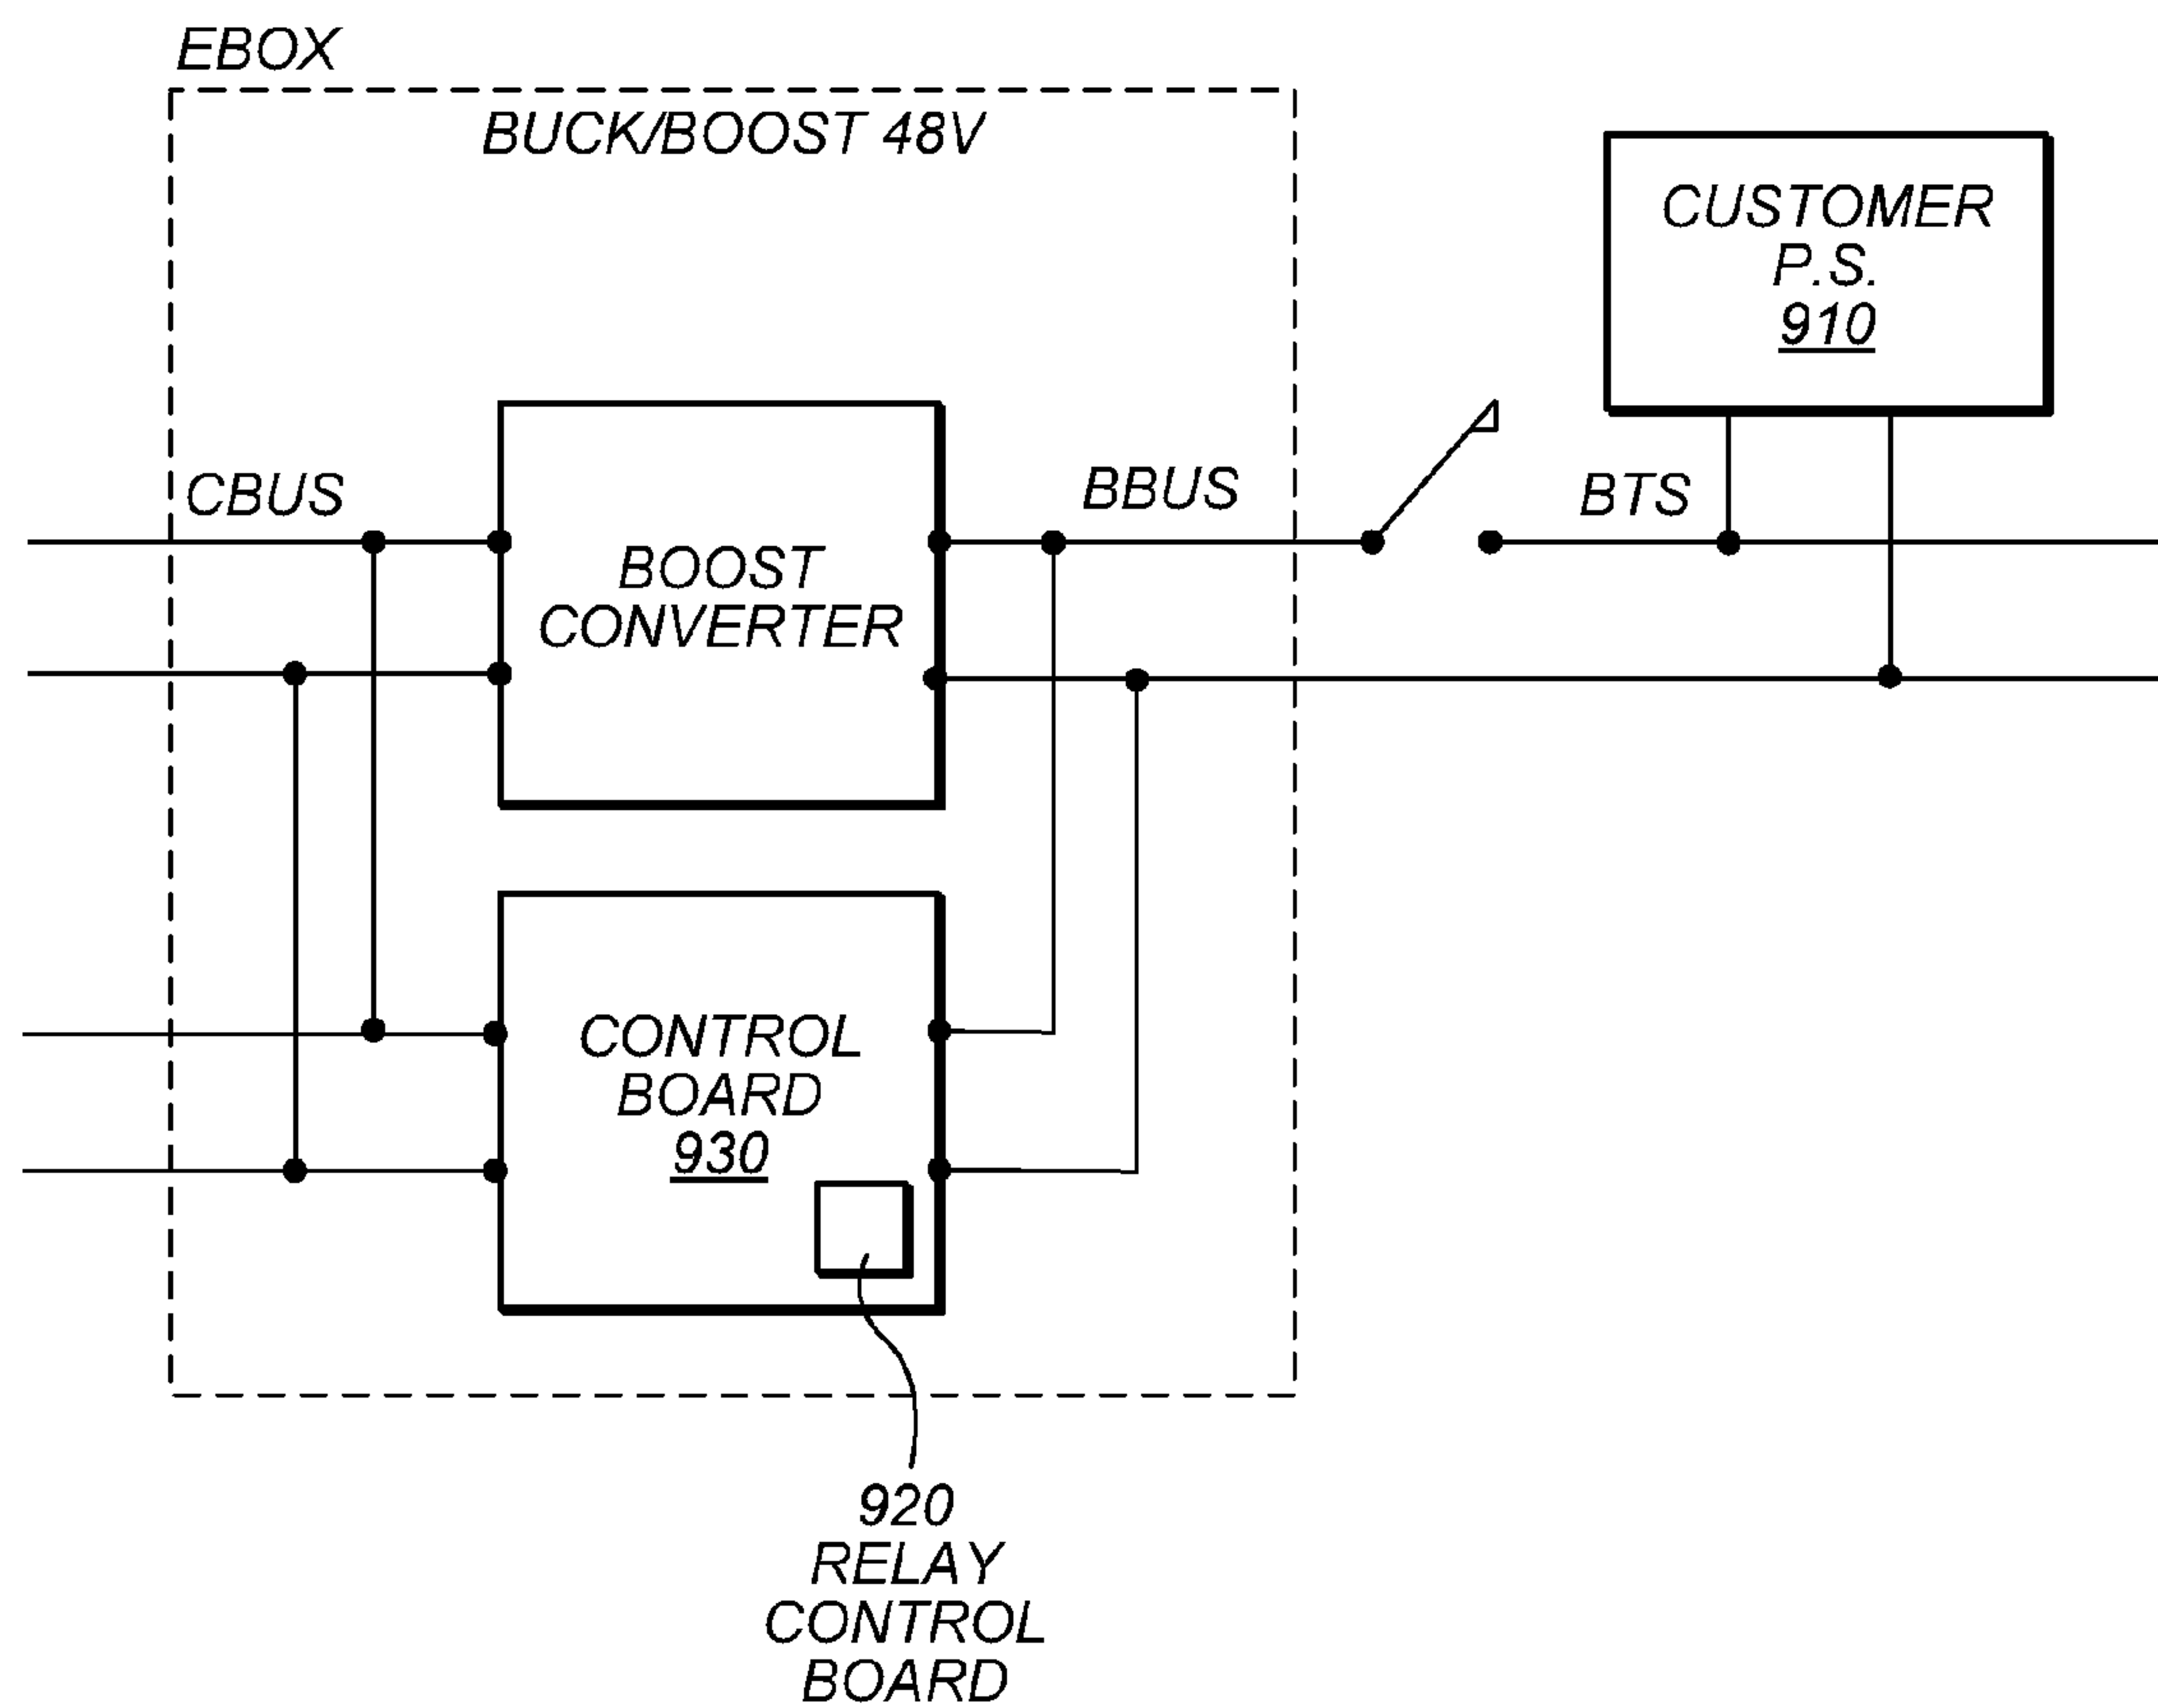 EBOX
BUCK/BOOST 48V
CUSTOMER
P.S.
910
CBUS
BBUS
BTS
BOOST
CONVERTER
CONTROL
BOARD
930
920
RELAY
CONTROL
BOARD